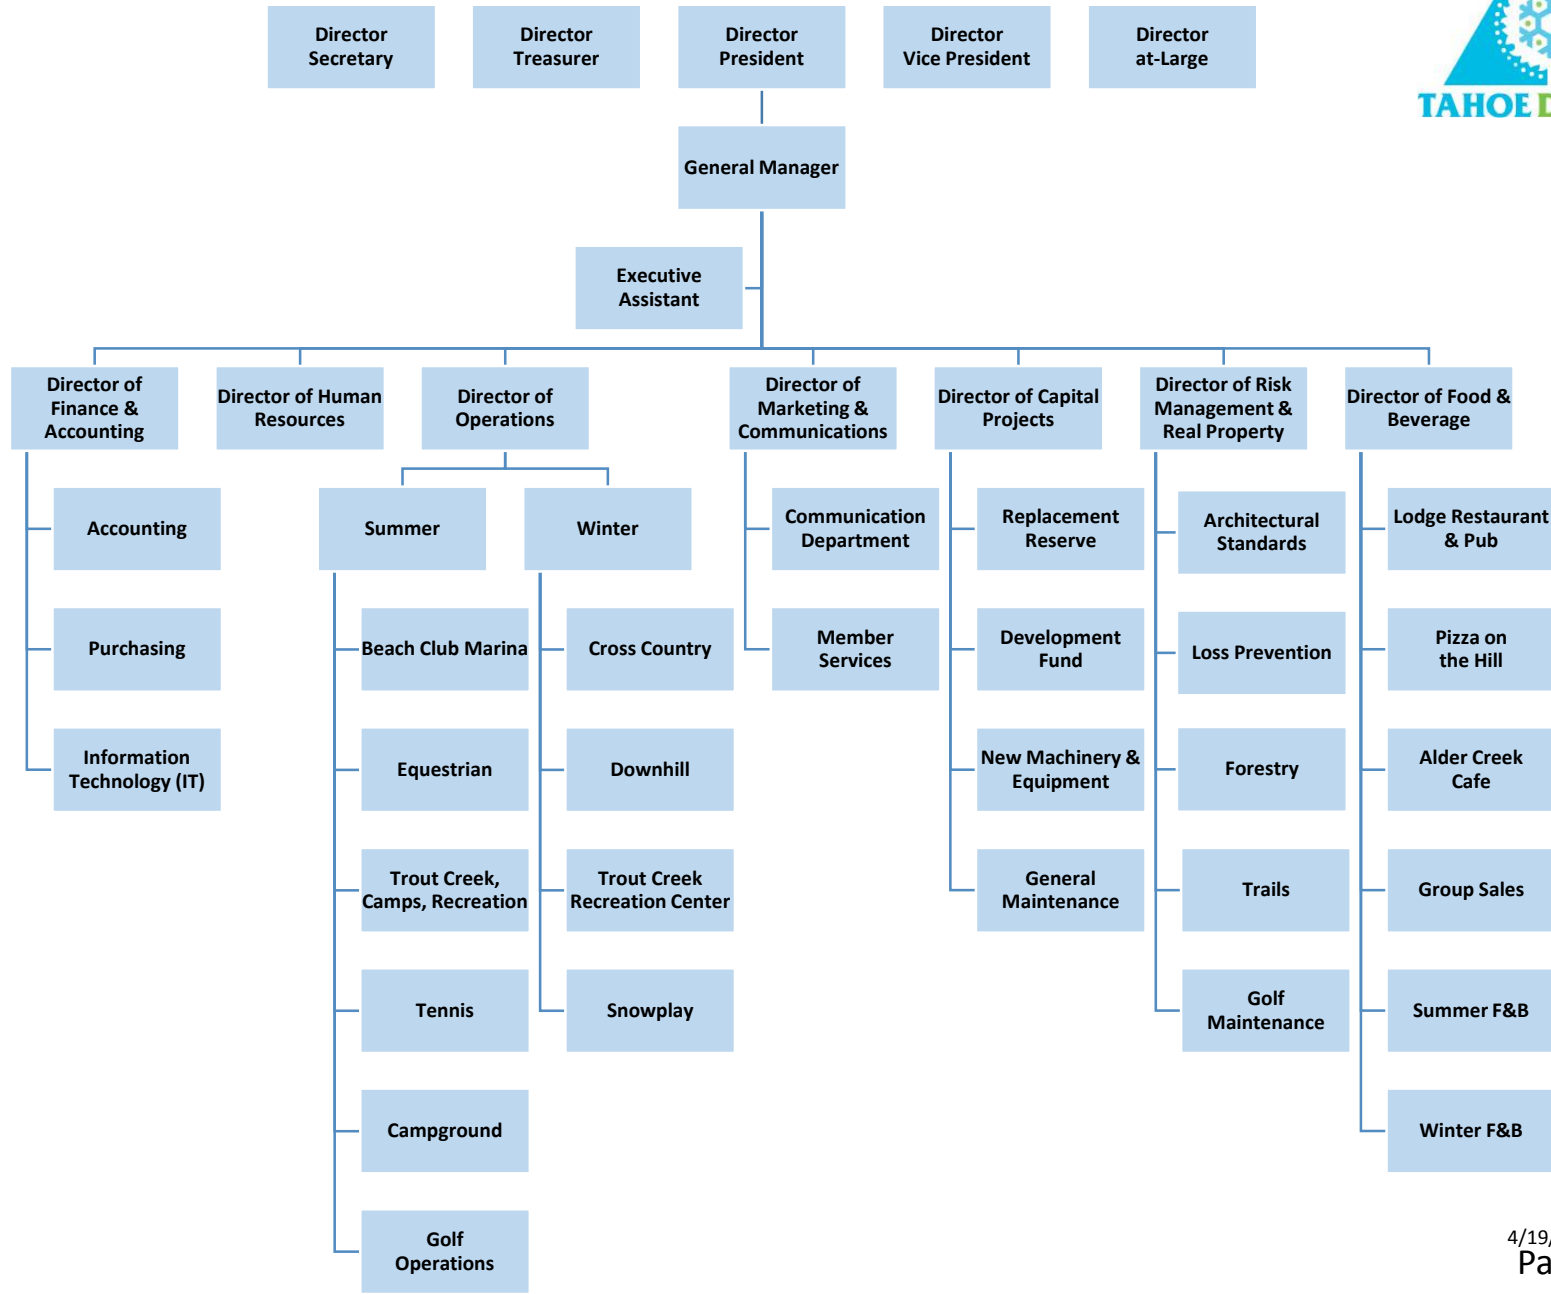 Director
Secretary
Director
Treasurer
Director
President
Director
Vice President
Director
at-Large
TAHOE
General Manager
Executive
Assistant
Director of
Finance &
Accounting
Director of Human
Resources
Director of
Operations
Director of
Marketing &
Communications
Director of Capital
Projects
Director of Risk
Management &
Real Property
Director of Food &
Beverage
Accounting
Purchasing
Information
Technology (IT)
Summer
Beach Club Marina
Equestrian
Trout Creek,
Camps, Recreation
Tennis
Campground
Golf
Operations
Winter
Cross Country
Downhill
Trout Creek
Recreation Center
Snowplay
Communication
Department
Member
Services
Replacement
Reserve
Development
Fund
New Machinery &
Equipment
General
Maintenance
Architectural
Standards
Loss Prevention
Forestry
Trails
Golf
Maintenance
Lodge Restaurant
& Pub
Pizza on
the Hill
Alder Creek
Cafe
Group Sales
Summer F&B
Winter F&B
4/19/
Pa